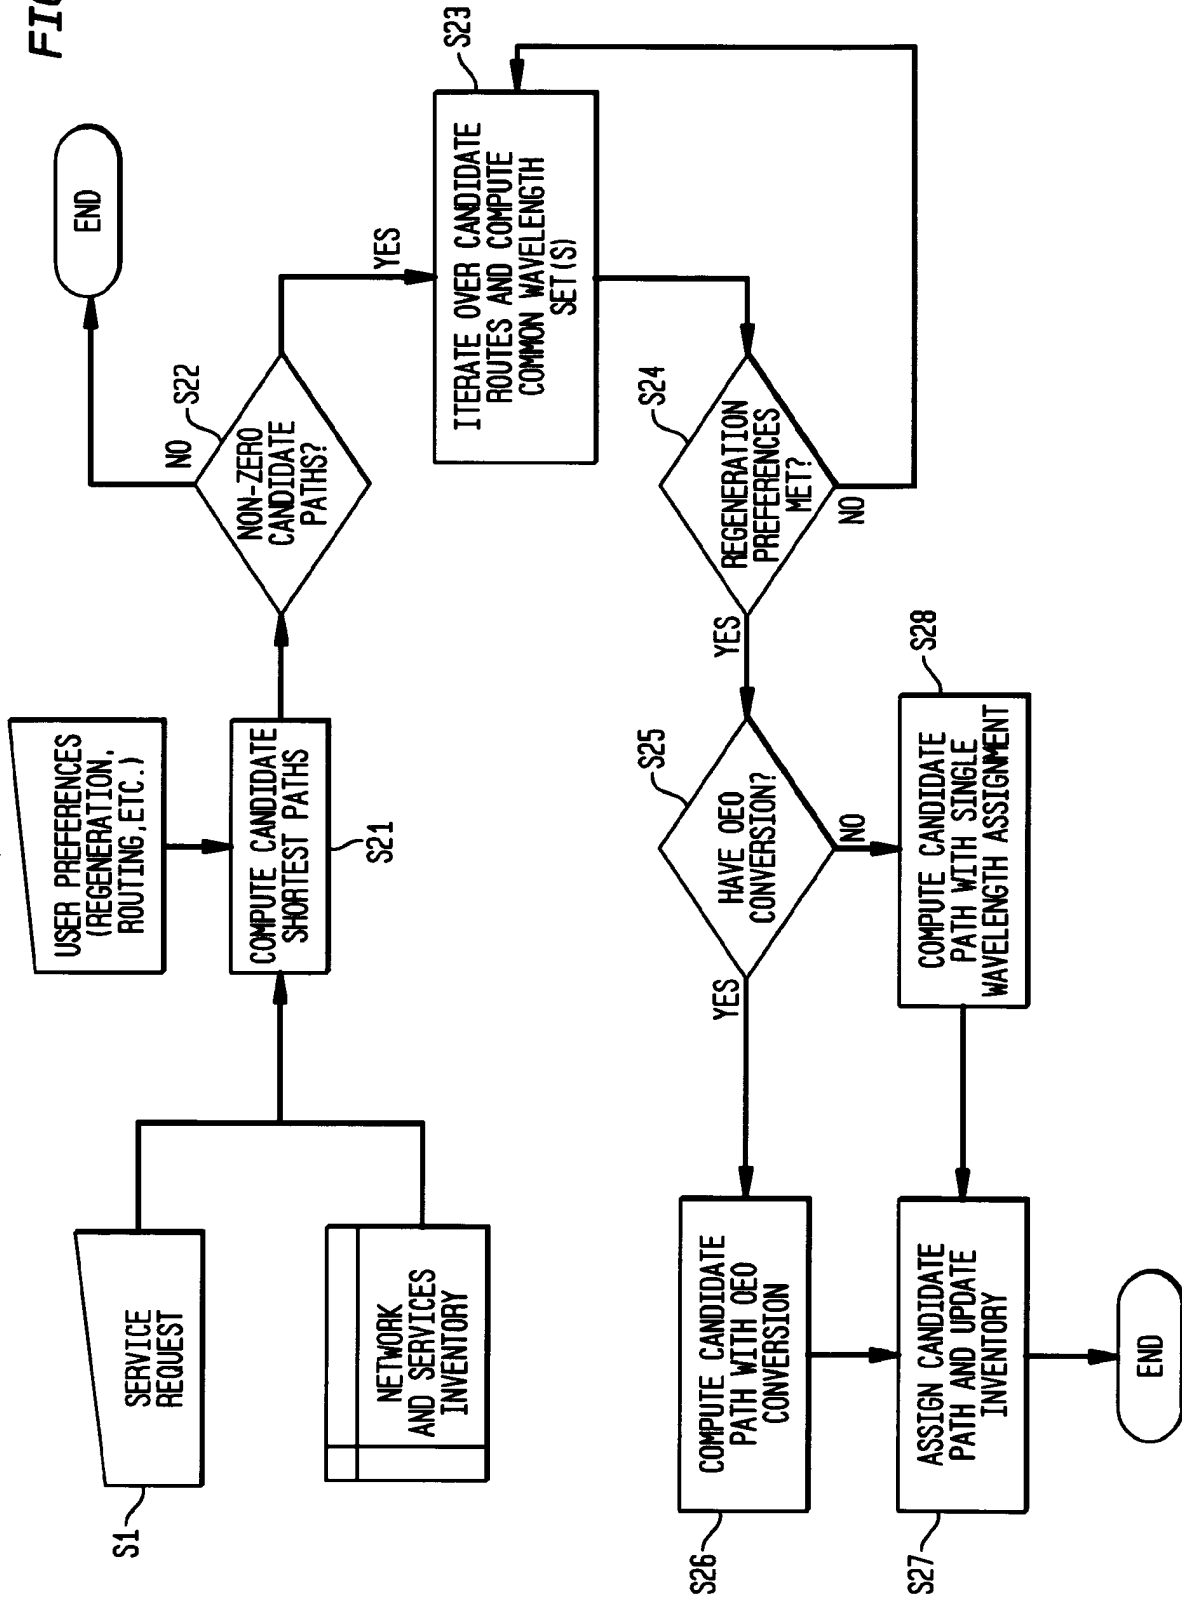 FIG
SERVICE
REQUEST
S1
NETWORK
AND SERVICES
INVENTORY
USER PREFERENCES
(REGENERATION,
ROUTING, ETC.)
COMPUTE CANDIDATE
SHORTEST PATHS
S21
NON-ZERO
CANDIDATE
PATHS?
S22
NO
END
YES
ITERATE OVER CANDIDATE
ROUTES AND COMPUTE
COMMON WAVELENGTH
SET(S)
S23
REGENERATION
PREFERENCES
MET?
S24
NO
YES
HAVE OEO
CONVERSION?
S25
YES
NO
COMPUTE CANDIDATE
PATH WITH OEO
CONVERSION
S26
COMPUTE CANDIDATE
PATH WITH SINGLE
WAVELENGTH ASSIGNMENT
S28
ASSIGN CANDIDATE
PATH AND UPDATE
INVENTORY
S27
END